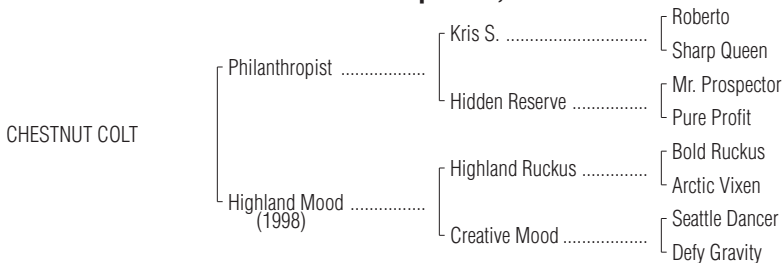 Roberto
Kris S. ..............................
Sharp Queen
Philanthropist ..................
Mr. Prospector
Hidden Reserve ................
Pure Profit
CHESTNUT COLT
Bold Ruckus
Highland Ruckus ..............
Arctic Vixen
Highland Mood ................
(1998)
Seattle Dancer
Creative Mood ..................
Defy Gravity